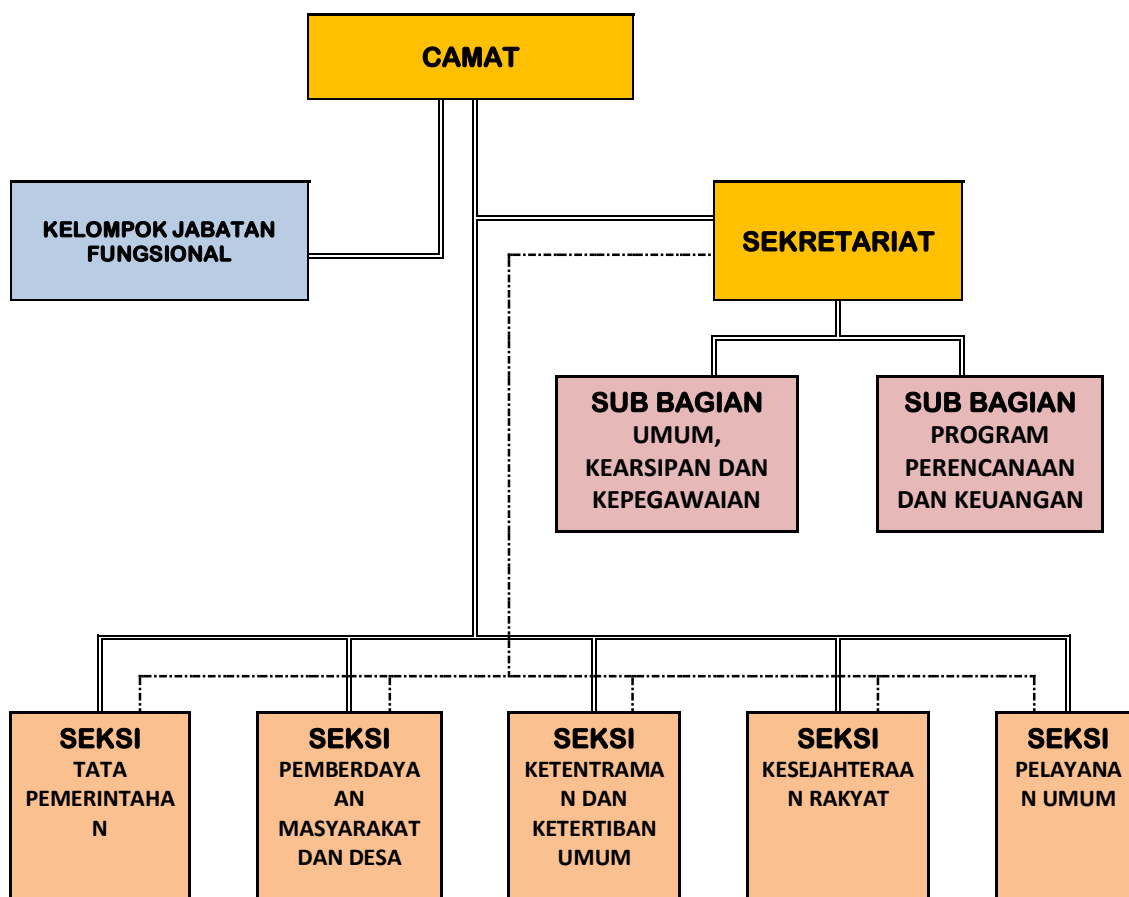 CAMAT
KELOMPOK JABATAN
FUNGSIONAL
SEKRETARIAT
SUB BAGIAN
UMUM,
KEARSIPAN DAN
KEPEGAWAIAN
SUB BAGIAN
PROGRAM
PERENCANAAN
DAN KEUANGAN
SEKSI
TATA
PEMERINTAHA
N
SEKSI
PEMBERDAYA
AN
MASYARAKAT
DAN DESA
SEKSI
KETENTRAMA
N DAN
KETERTIBAN
UMUM
SEKSI
KESEJAHTERAA
N RAKYAT
SEKSI
PELAYANA
N UMUM